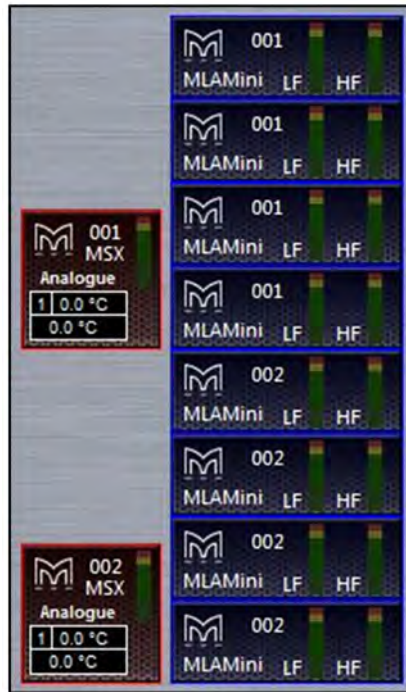 001
MLAMini LF HF
001
MLAMini LF HF
001
MLAMini LF HF
001
MSX
Analogue
1 0.0 °C
0.0 °C
001
MLAMini LF HF
002
MLAMini LF HF
002
MLAMini LF HF
002
MLAMini LF HF
002
MSX
Analogue
1 0.0 °C
0.0 °C
002
MLAMini LF HF